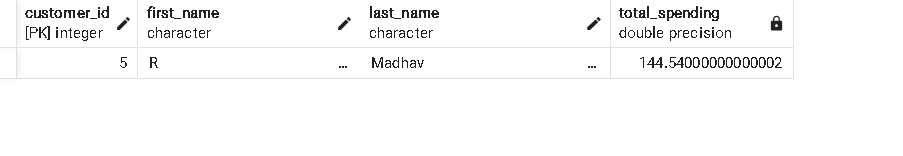 customer_id first_name last_name total_spending
[PK] integer character character double precision
5 R ... Madhav ... 144.54000000000002